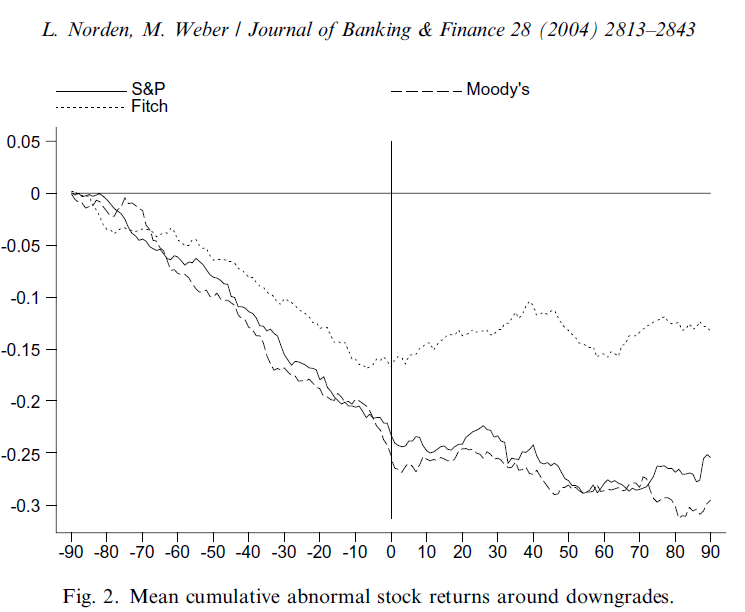 L. Norden, M. Weber / Journal of Banking & Finance 28 (2004) 2813–2843
S&P
Fitch
Moody's
0.05
0
-0.05
-0.1
-0.15
-0.2
-0.25
-0.3
-90 -80 -70 -60 -50 -40 -30 -20 -10 0 10 20 30 40 50 60 70 80 90
Fig. 2. Mean cumulative abnormal stock returns around downgrades.